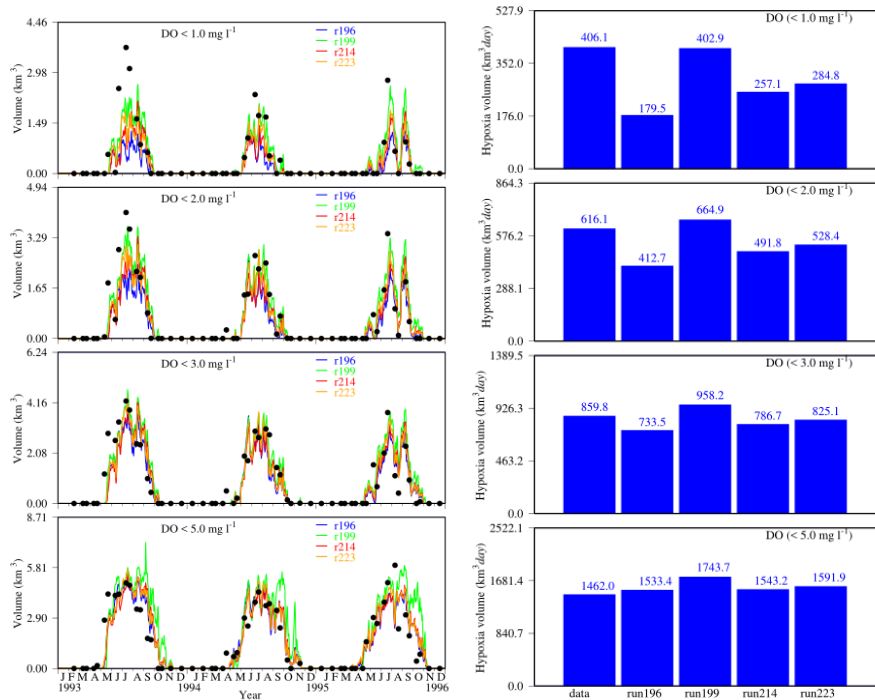 4.46
2.98
1.49
0.00
Volume (km³)
DO < 1.0 mg l⁻¹
r196
r199
r214
r223
4.94
3.29
1.65
0.00
Volume (km³)
DO < 2.0 mg l⁻¹
r196
r199
r214
r223
6.24
4.16
2.08
0.00
Volume (km³)
DO < 3.0 mg l⁻¹
r196
r199
r214
r223
8.71
5.81
2.90
0.00
Volume (km³)
DO < 5.0 mg l⁻¹
r196
r199
r214
r223
J F M A M J J A S O N D J F M A M J J A S O N D J F M A M J J A S O N D
1993 1994 1995 1996
Year
527.9
352.0
176.0
0.0
Hypoxia volume (km³day)
DO (< 1.0 mg l⁻¹)
406.1 179.5 402.9 257.1 284.8
864.3
576.2
288.1
0.0
Hypoxia volume (km³day)
DO (< 2.0 mg l⁻¹)
616.1 412.7 664.9 491.8 528.4
1389.5
926.3
463.2
0.0
Hypoxia volume (km³day)
DO (< 3.0 mg l⁻¹)
859.8 733.5 958.2 786.7 825.1
2522.1
1681.4
840.7
0.0
Hypoxia volume (km³day)
DO (< 5.0 mg l⁻¹)
1462.0 1533.4 1743.7 1543.2 1591.9
data run196 run199 run214 run223